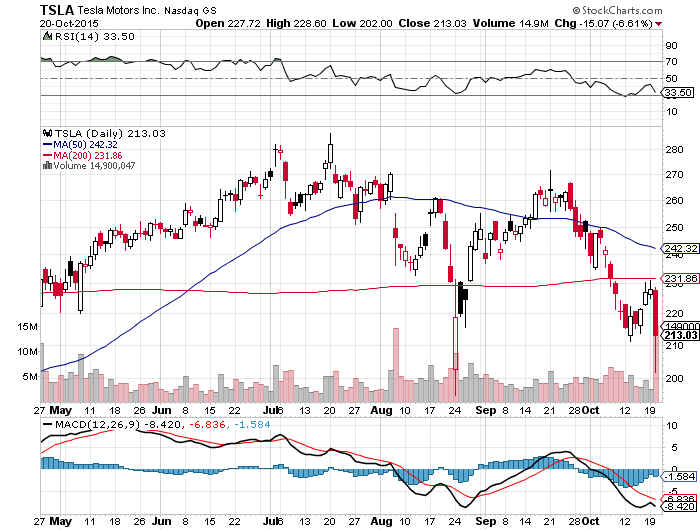 TSLA Tesla Motors Inc. Nasdaq GS © StockCharts.com
20-Oct-2015 Open 227.72 High 228.60 Low 202.00 Close 213.03 Volume 14.9M Chg -15.07 (-6.61%)
RSI(14) 33.50
90
70
50
33.50
10
TSLA (Daily) 213.03
MA(50) 242.32
MA(200) 231.86
Volume 14,900,047
280
270
260
250
242.32
231.86
230
220
213.03
210
200
15M
10M
5M
27 May 11 18 26 Jun 8 15 22 Jul 6 13 20 27 Aug 10 17 24 Sep 8 14 21 28 Oct 12 19
MACD(12,26,9) -8.420, -6.836, -1.584
10
5
0
-1.584
-5
-6.836
-8.420
27 May 11 18 26 Jun 8 15 22 Jul 6 13 20 27 Aug 10 17 24 Sep 8 14 21 28 Oct 12 19